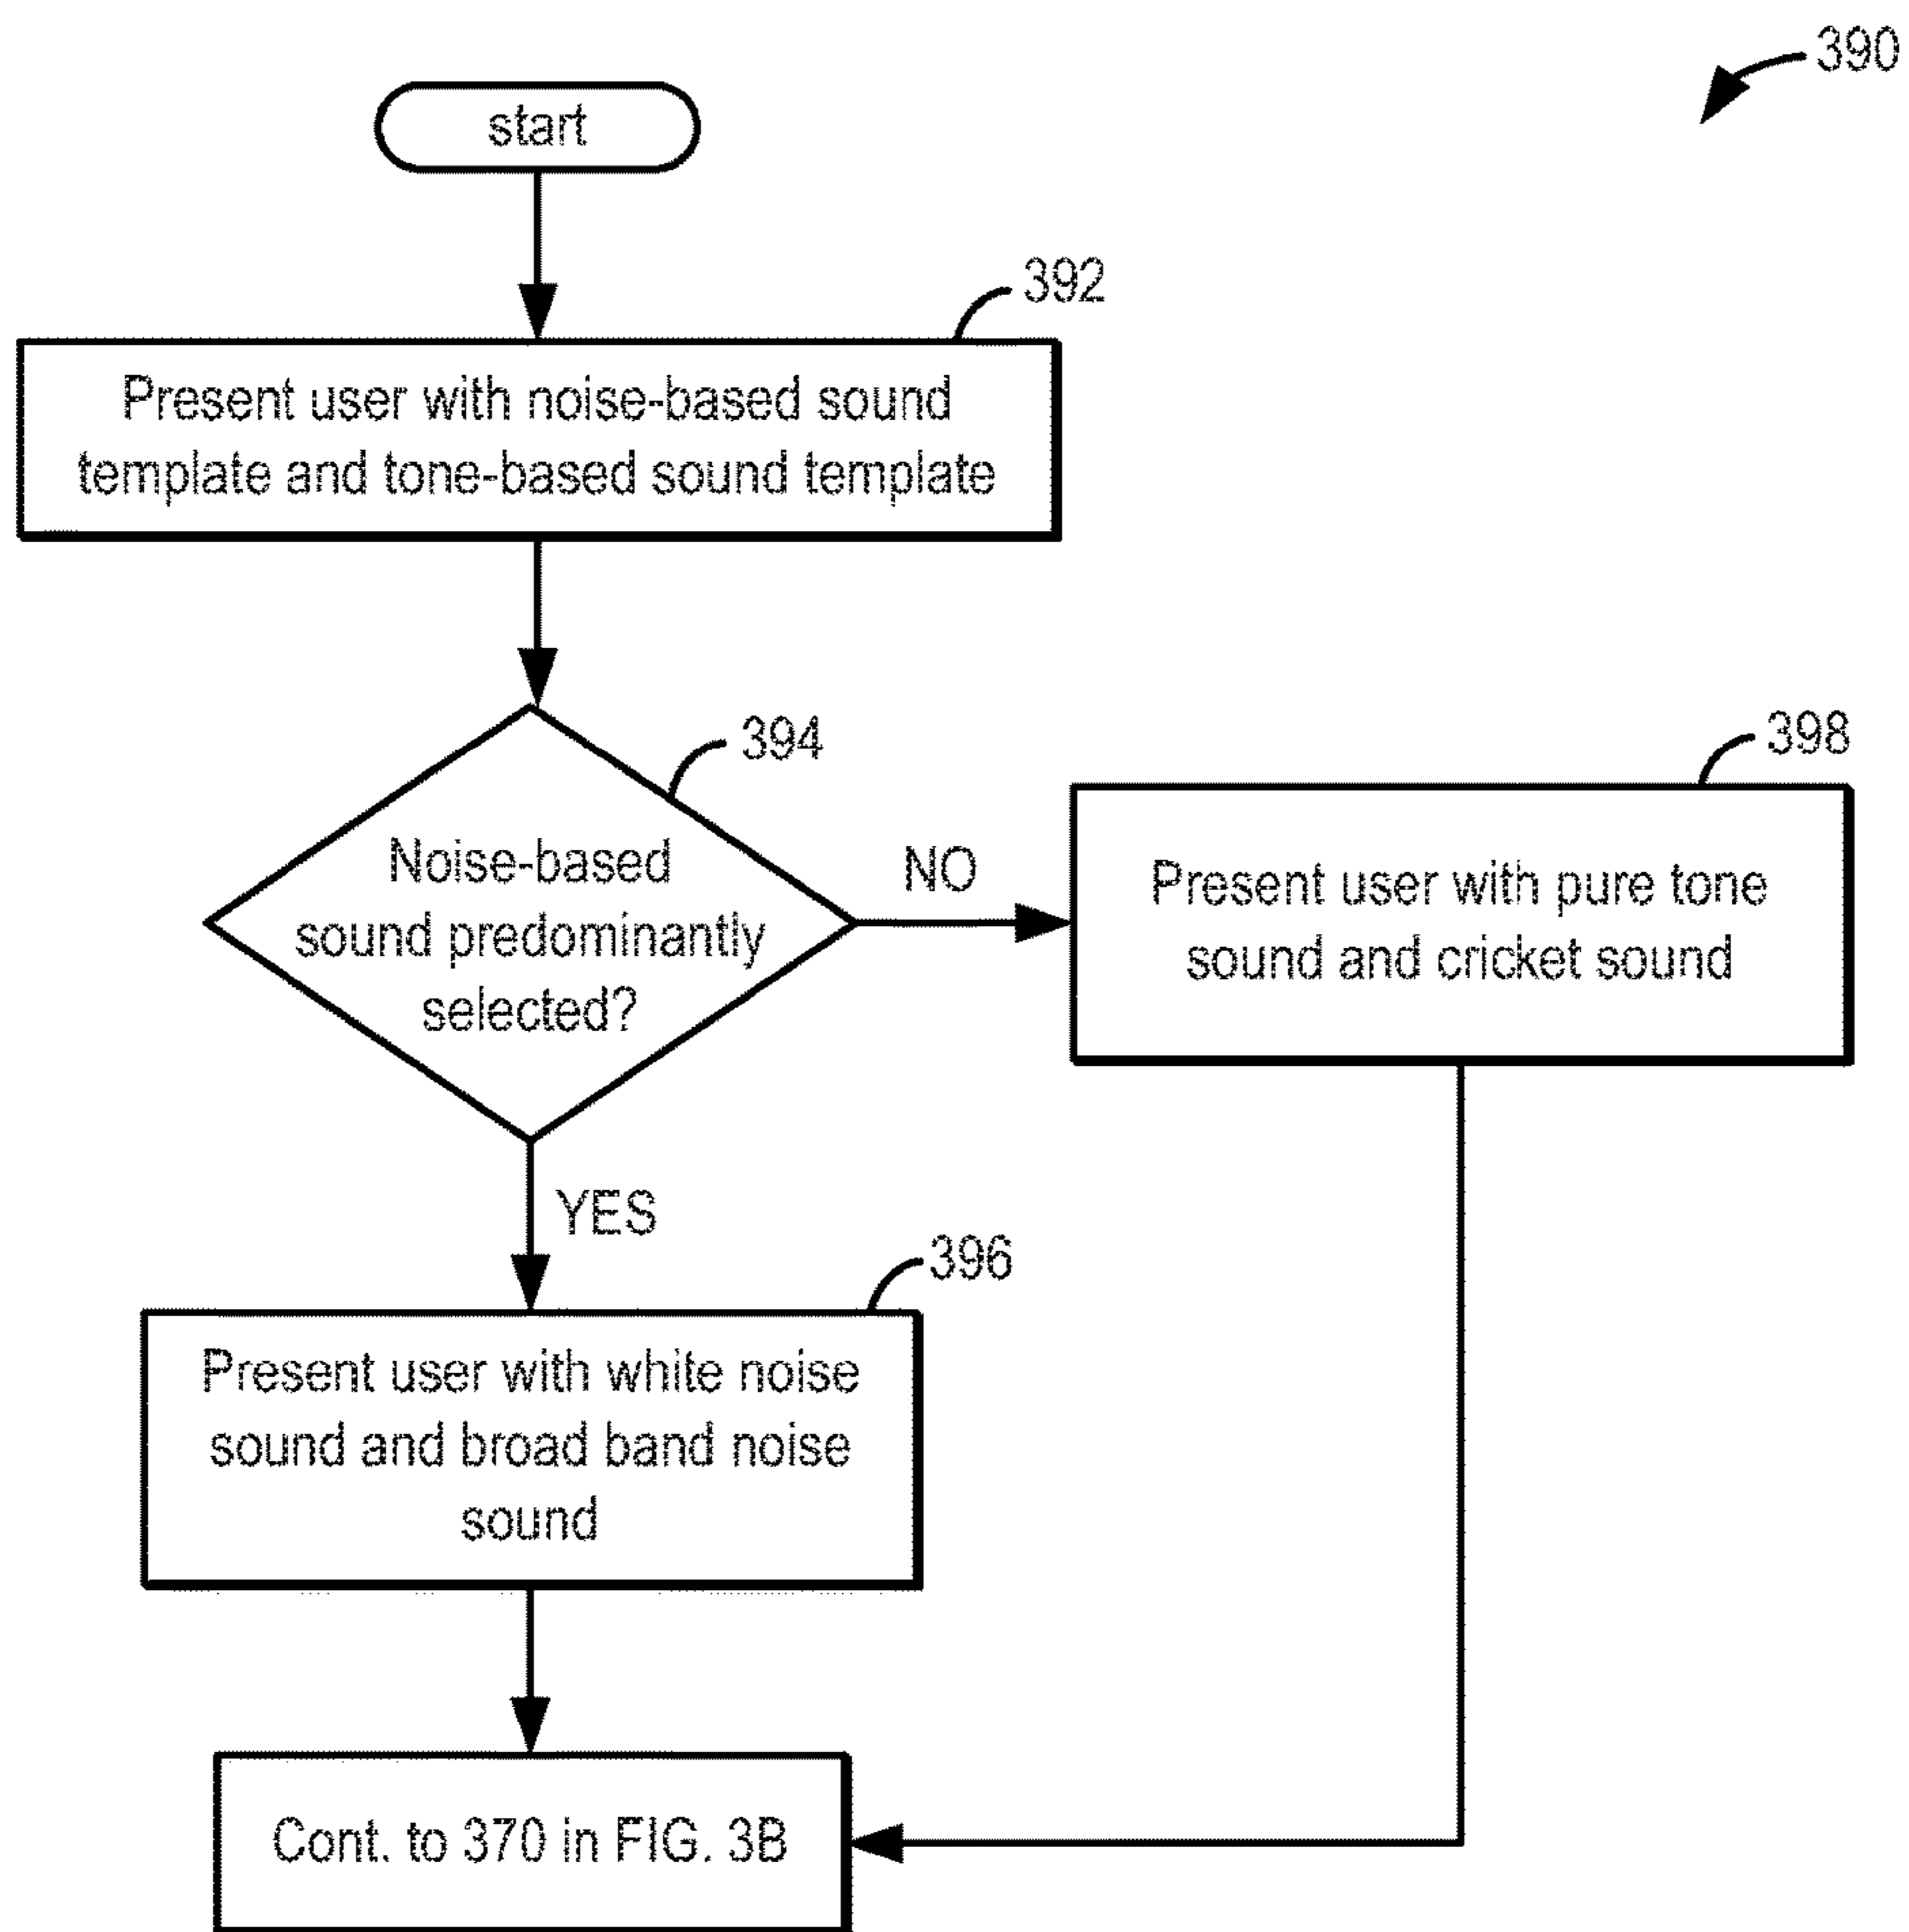 390
start
392
Present user with noise-based sound
template and tone-based sound template
394
Noise-based
sound predominantly
selected?
NO
398
Present user with pure tone
sound and cricket sound
YES
396
Present user with white noise
sound and broad band noise
sound
Cont. to 370 in FIG. 3B